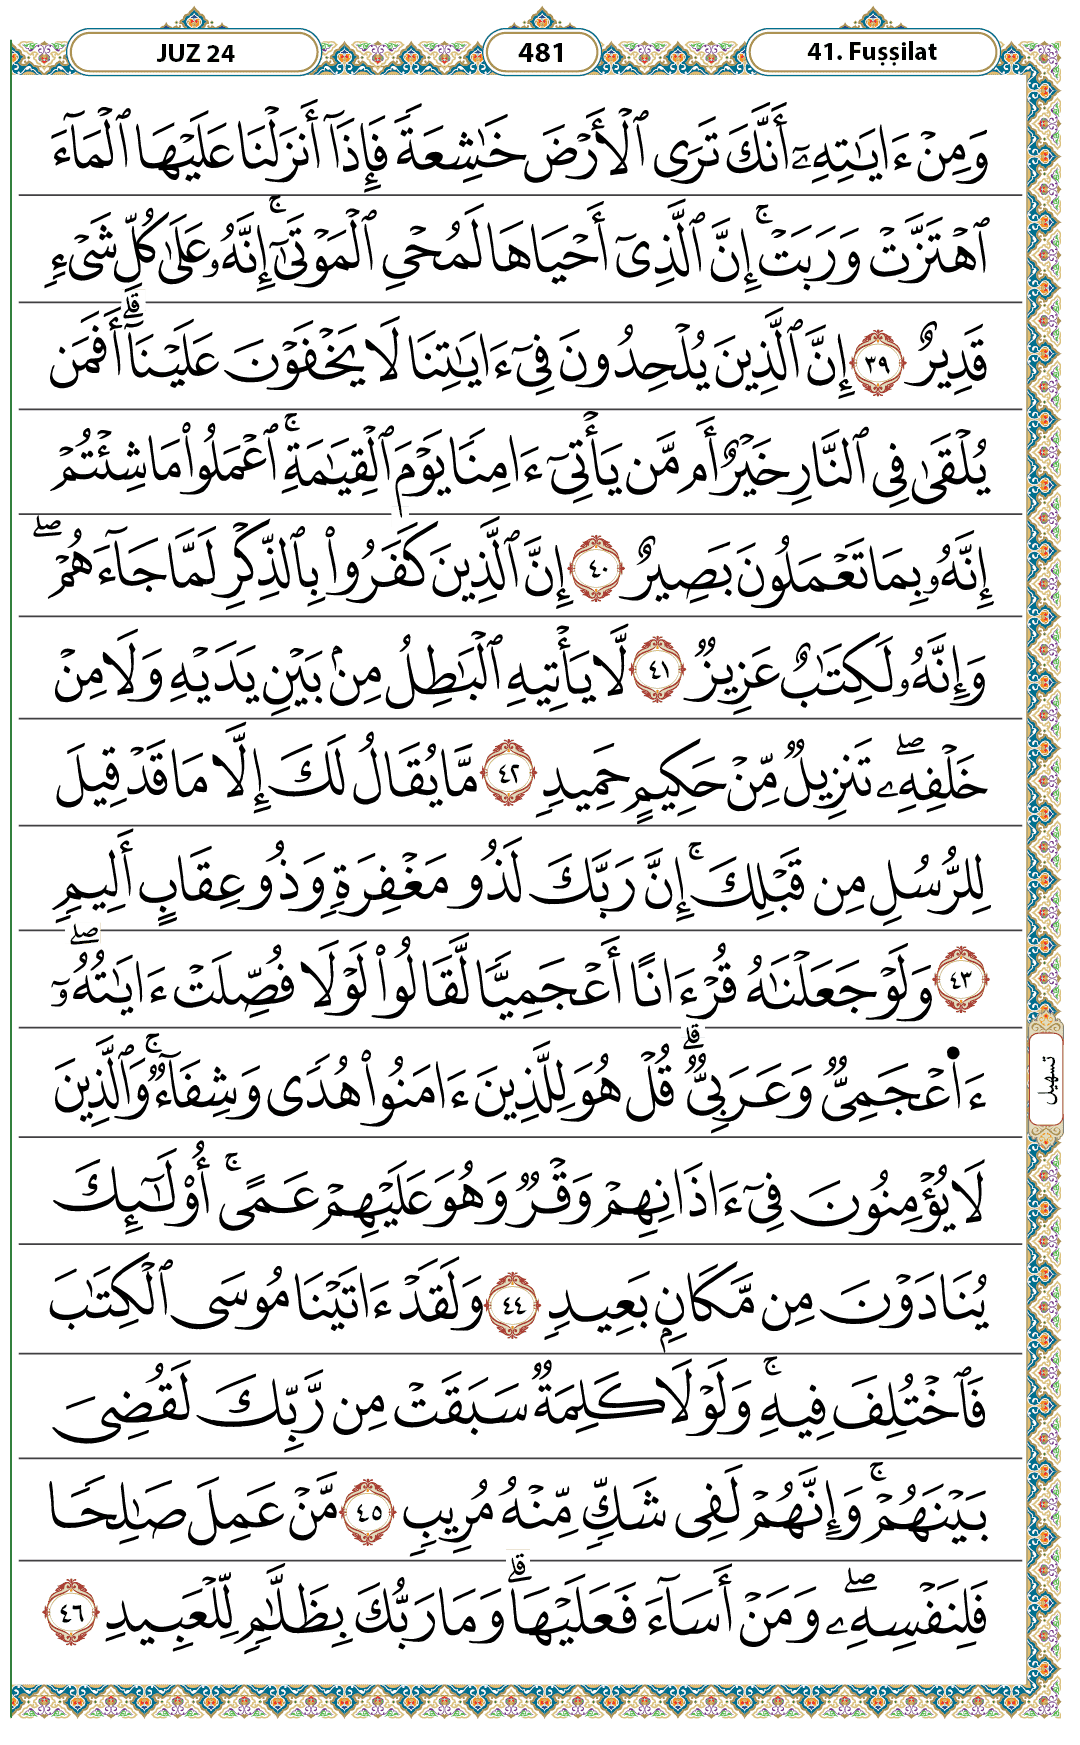 JUZ 24
481
41. Fuṣṣilat
وَمِنْ ءَايَٰتِهِۦٓ أَنَّكَ تَرَى ٱلْأَرْضَ خَٰشِعَةً فَإِذَآ أَنزَلْنَا عَلَيْهَا ٱلْمَآءَ
ٱهْتَزَّتْ وَرَبَتْ ۚ إِنَّ ٱلَّذِىٓ أَحْيَاهَا لَمُحْىِ ٱلْمَوْتَىٰٓ ۚ إِنَّهُۥ عَلَىٰ كُلِّ شَىْءٍ
قَدِيرٌ ٣٩ إِنَّ ٱلَّذِينَ يُلْحِدُونَ فِىٓ ءَايَٰتِنَا لَا يَخْفَوْنَ عَلَيْنَآ ۗ أَفَمَن
يُلْقَىٰ فِى ٱلنَّارِ خَيْرٌ أَم مَّن يَأْتِىٓ ءَامِنًا يَوْمَ ٱلْقِيَٰمَةِ ۚ ٱعْمَلُوا۟ مَا شِئْتُمْ
إِنَّهُۥ بِمَا تَعْمَلُونَ بَصِيرٌ ٤٠ إِنَّ ٱلَّذِينَ كَفَرُوا۟ بِٱلذِّكْرِ لَمَّا جَآءَهُمْ ۖ
وَإِنَّهُۥ لَكِتَٰبٌ عَزِيزٌ ٤١ لَّا يَأْتِيهِ ٱلْبَٰطِلُ مِنۢ بَيْنِ يَدَيْهِ وَلَا مِنْ
خَلْفِهِۦ ۖ تَنزِيلٌ مِّنْ حَكِيمٍ حَمِيدٍ ٤٢ مَّا يُقَالُ لَكَ إِلَّا مَا قَدْ قِيلَ
لِلرُّسُلِ مِن قَبْلِكَ ۚ إِنَّ رَبَّكَ لَذُو مَغْفِرَةٍ وَذُو عِقَابٍ أَلِيمٍ
٤٣ وَلَوْ جَعَلْنَٰهُ قُرْءَانًا أَعْجَمِيًّا لَّقَالُوا۟ لَوْلَا فُصِّلَتْ ءَايَٰتُهُۥٓ ۖ
ءَا۬عْجَمِىٌّ وَعَرَبِىٌّ ۗ قُلْ هُوَ لِلَّذِينَ ءَامَنُوا۟ هُدًى وَشِفَآءٌ ۚ وَٱلَّذِينَ
تسهيل
لَا يُؤْمِنُونَ فِىٓ ءَاذَانِهِمْ وَقْرٌ وَهُوَ عَلَيْهِمْ عَمًى ۚ أُو۟لَٰٓئِكَ
يُنَادَوْنَ مِن مَّكَانٍۭ بَعِيدٍ ٤٤ وَلَقَدْ ءَاتَيْنَا مُوسَى ٱلْكِتَٰبَ
فَٱخْتُلِفَ فِيهِ ۚ وَلَوْلَا كَلِمَةٌ سَبَقَتْ مِن رَّبِّكَ لَقُضِىَ
بَيْنَهُمْ ۚ وَإِنَّهُمْ لَفِى شَكٍّ مِّنْهُ مُرِيبٍ ٤٥ مَّنْ عَمِلَ صَٰلِحًا
فَلِنَفْسِهِۦ ۖ وَمَنْ أَسَآءَ فَعَلَيْهَا ۗ وَمَا رَبُّكَ بِظَلَّٰمٍ لِّلْعَبِيدِ ٤٦